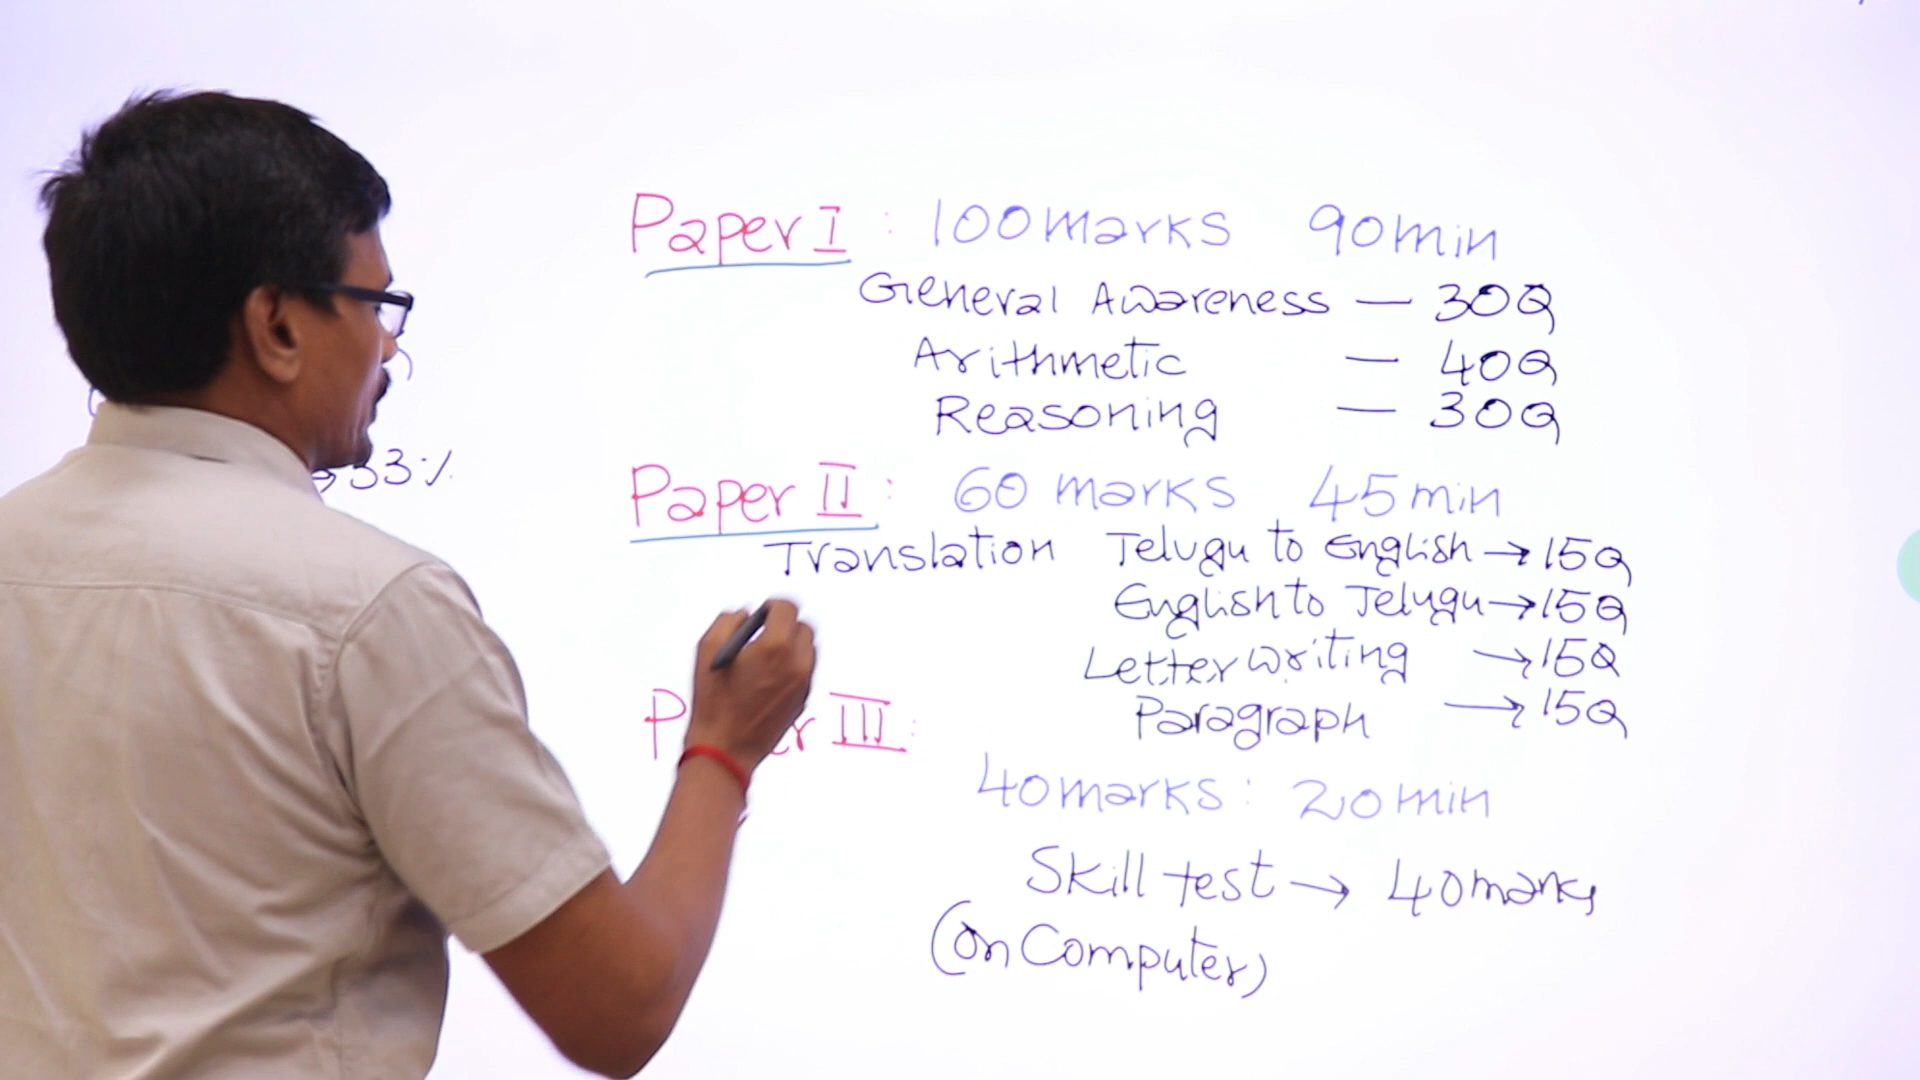 Paper I : 100 marks 90 min
General Awareness — 30Q
Arithmetic — 40Q
Reasoning — 30Q
33%
Paper II : 60 marks 45 min
Translation Telugu to English → 15Q
English to Telugu → 15Q
Letter writing → 15Q
Paragraph → 15Q
III :
40 marks : 20 min
Skill test → 40 marks
(On Computer)